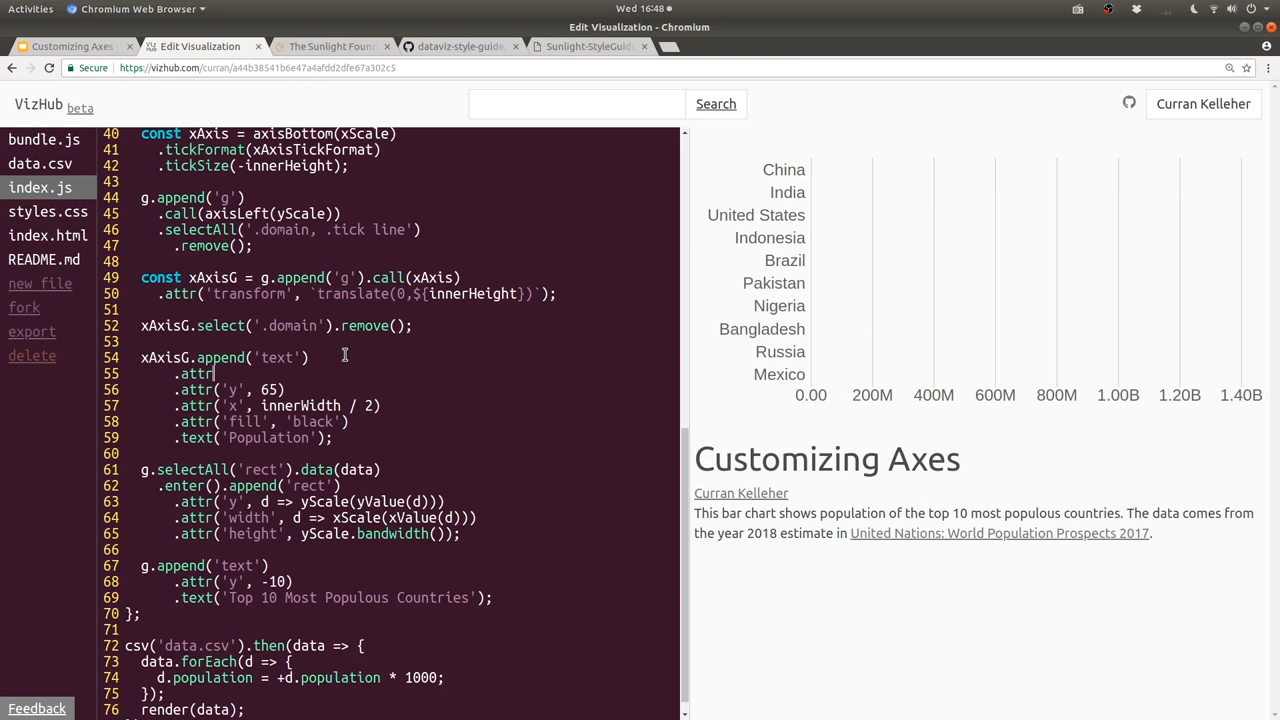 Activities
Chromium Web Browser
Wed 16:48
Edit Visualization - Chromium
Customizing Axes
Edit Visualization
The Sunlight Foun
dataviz-style-guide
Sunlight-StyleGuid
Secure
https://vizhub.com/curran/a44b38541b6e47a4afdd2dfe67a302c5
VizHub beta
Search
Curran Kelleher
bundle.js
data.csv
index.js
styles.css
index.html
README.md
new file
fork
export
delete
Feedback
40 const xAxis = axisBottom(xScale)
41 .tickFormat(xAxisTickFormat)
42 .tickSize(-innerHeight);
43
44 g.append('g')
45 .call(axisLeft(yScale))
46 .selectAll('.domain, .tick line')
47 .remove();
48
49 const xAxisG = g.append('g').call(xAxis)
50 .attr('transform', `translate(0,${innerHeight})`);
51
52 xAxisG.select('.domain').remove();
53
54 xAxisG.append('text')
55 .attr
56 .attr('y', 65)
57 .attr('x', innerWidth / 2)
58 .attr('fill', 'black')
59 .text('Population');
60
61 g.selectAll('rect').data(data)
62 .enter().append('rect')
63 .attr('y', d => yScale(yValue(d)))
64 .attr('width', d => xScale(xValue(d)))
65 .attr('height', yScale.bandwidth());
66
67 g.append('text')
68 .attr('y', -10)
69 .text('Top 10 Most Populous Countries');
70 };
71
72 csv('data.csv').then(data => {
73 data.forEach(d => {
74 d.population = +d.population * 1000;
75 });
76 render(data);
China
India
United States
Indonesia
Brazil
Pakistan
Nigeria
Bangladesh
Russia
Mexico
0.00 200M 400M 600M 800M 1.00B 1.20B 1.40B
Customizing Axes
Curran Kelleher
This bar chart shows population of the top 10 most populous countries. The data comes from
the year 2018 estimate in United Nations: World Population Prospects 2017.